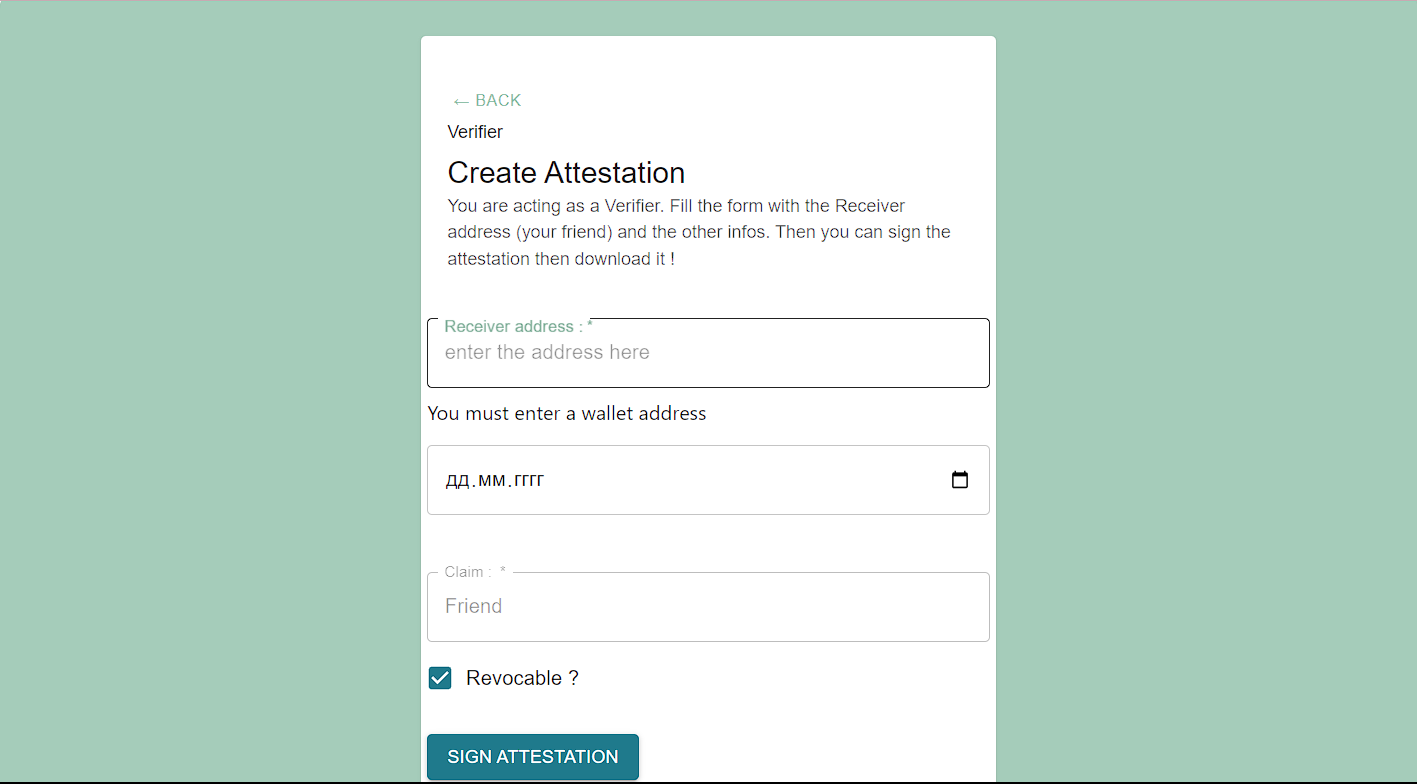 ← BACK
Verifier
Create Attestation
You are acting as a Verifier. Fill the form with the Receiver
address (your friend) and the other infos. Then you can sign the
attestation then download it !
Receiver address : *
enter the address here
You must enter a wallet address
ДД.ММ.ГГГГ
Claim : *
Friend
Revocable ?
SIGN ATTESTATION